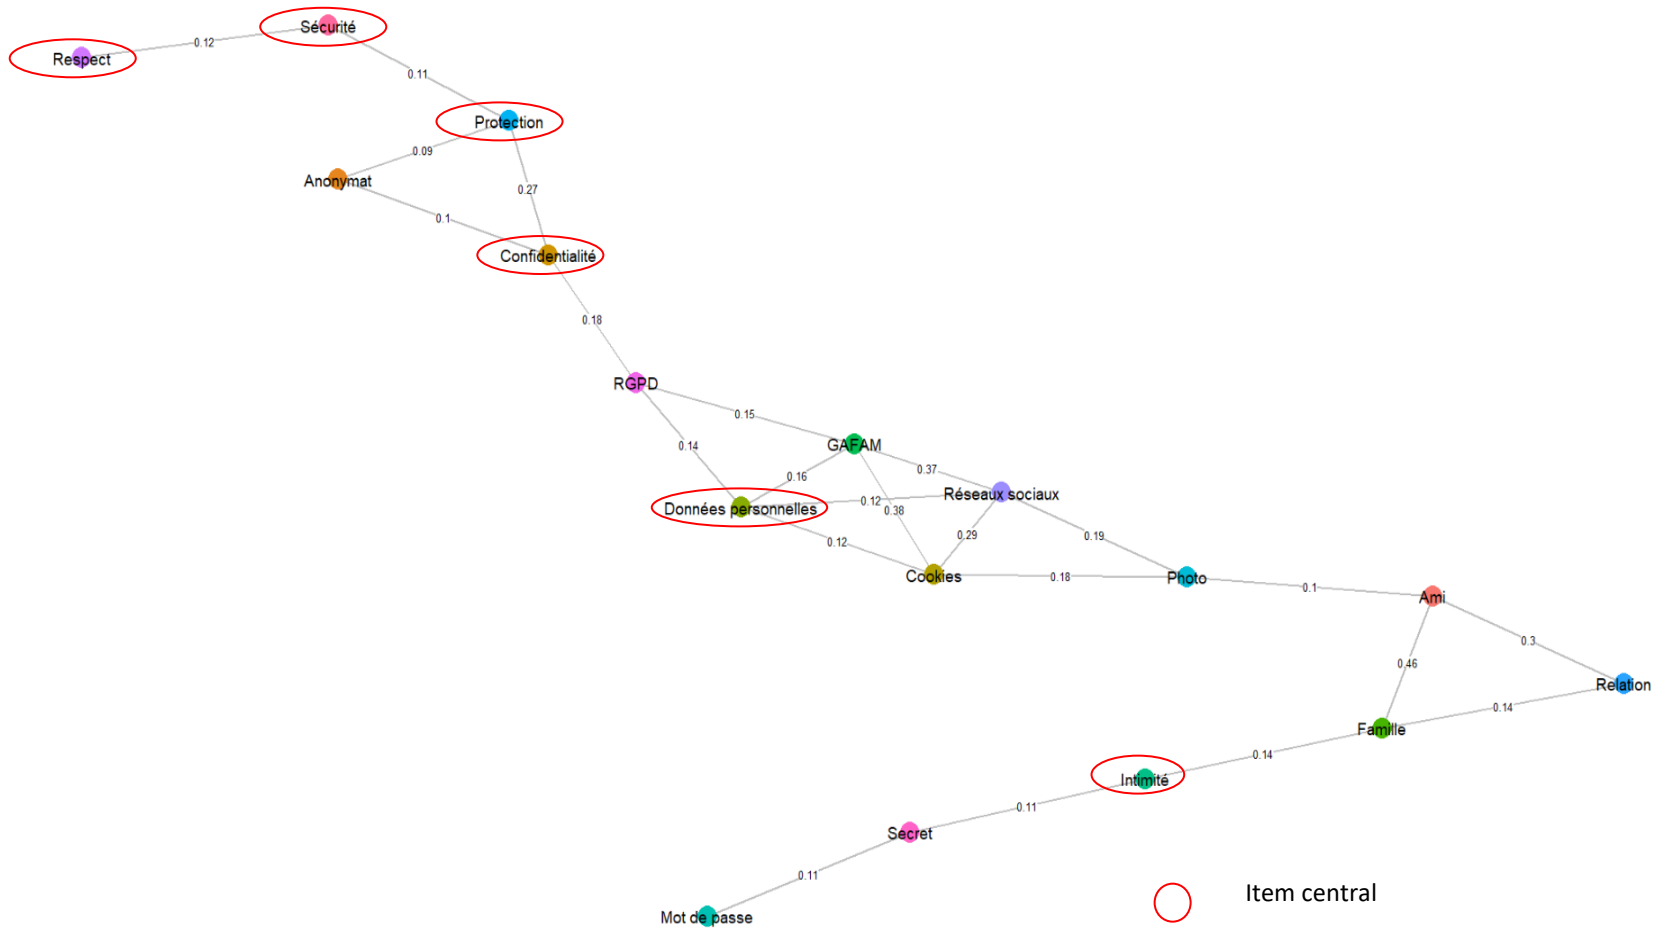 Sécurité
0.12
Respect
0.11
Protection
0.09
Anonymat
0.27
0.1
Confidentialité
0.18
RGPD
0.15
0.14
GAFAM
0.37
0.16
Réseaux sociaux
0.12
Données personnelles
0.38
0.29
0.19
0.12
Cookies
0.18
Photo
0.1
Ami
0.3
0.46
Relation
0.14
Famille
0.14
Intimité
0.11
Secret
0.11
Item central
Mot de passe